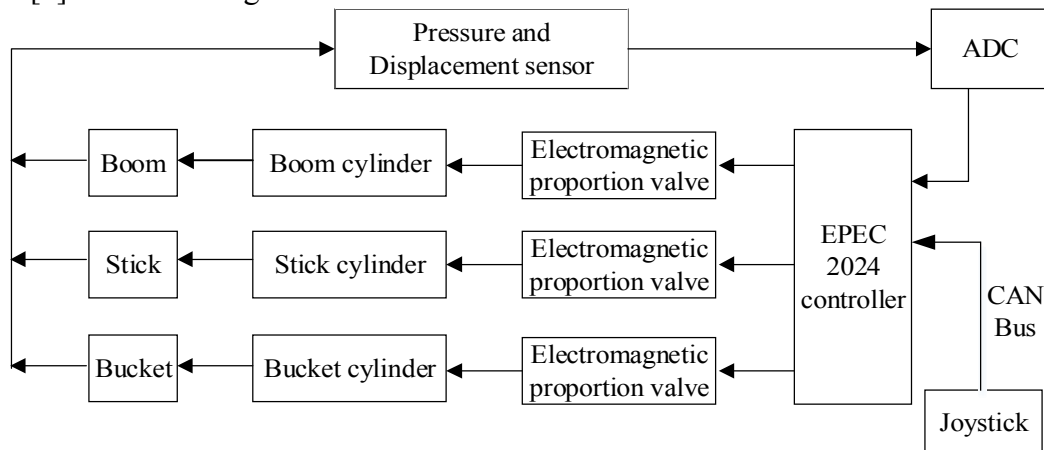 Pressure and
Displacement sensor
ADC
Boom
Boom cylinder
Electromagnetic
proportion valve
Stick
Stick cylinder
Electromagnetic
proportion valve
EPEC
2024
controller
CAN
Bus
Bucket
Bucket cylinder
Electromagnetic
proportion valve
Joystick